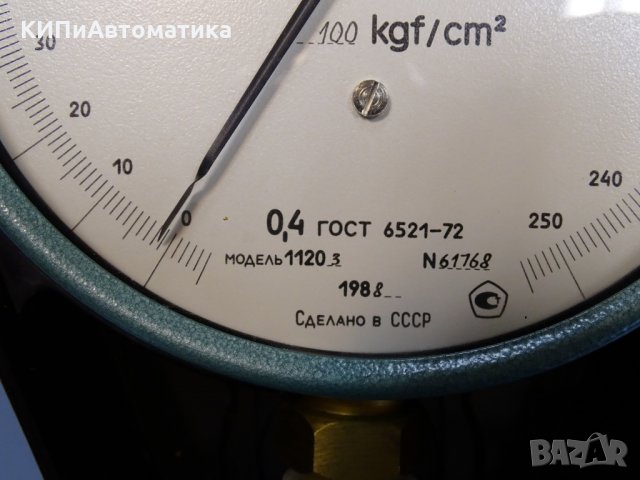 КИПиАвтоматика
100 kgf/cm²
30
20
10
0
240
250
0,4 ГОСТ 6521-72
МОДЕЛЬ 1120 3 N 61768
1988
СДЕЛАНО В СССР
BAZAR